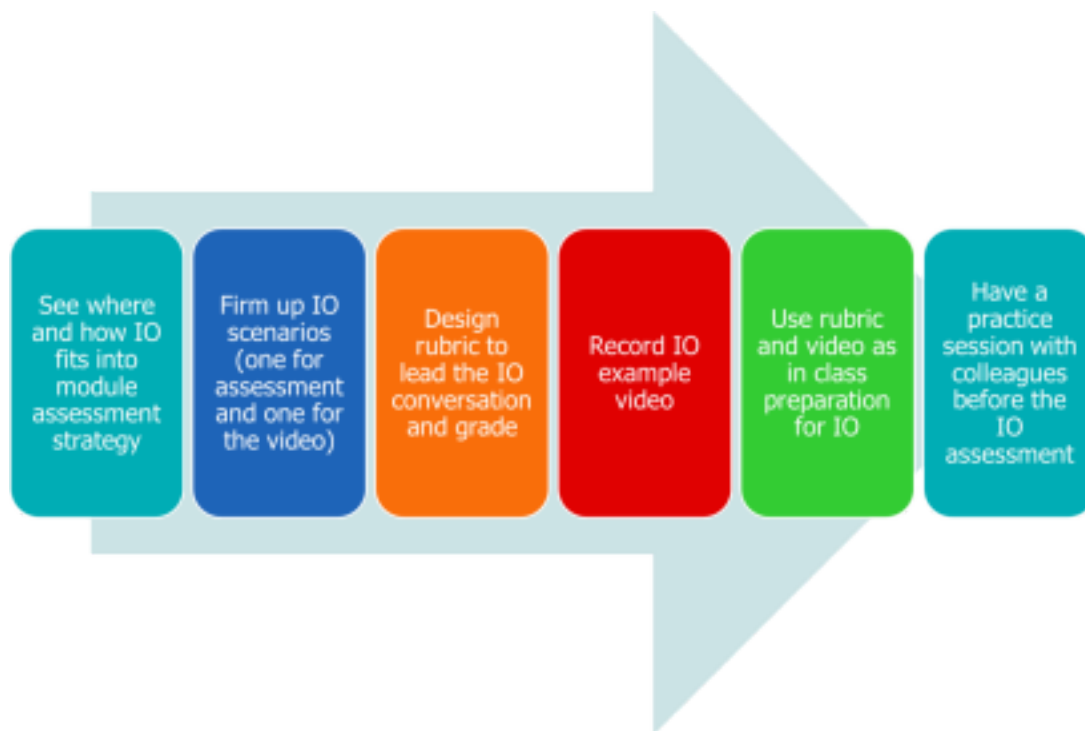 See where
and how IO
fits into
module
assessment
strategy
Firm up IO
scenarios
(one for
assessment
and one for
the video)
Design
rubric to
lead the IO
conversation
and grade
Record IO
example
video
Use rubric
and video as
in class
preparation
for IO
Have a
practice
session with
colleagues
before the
IO
assessment